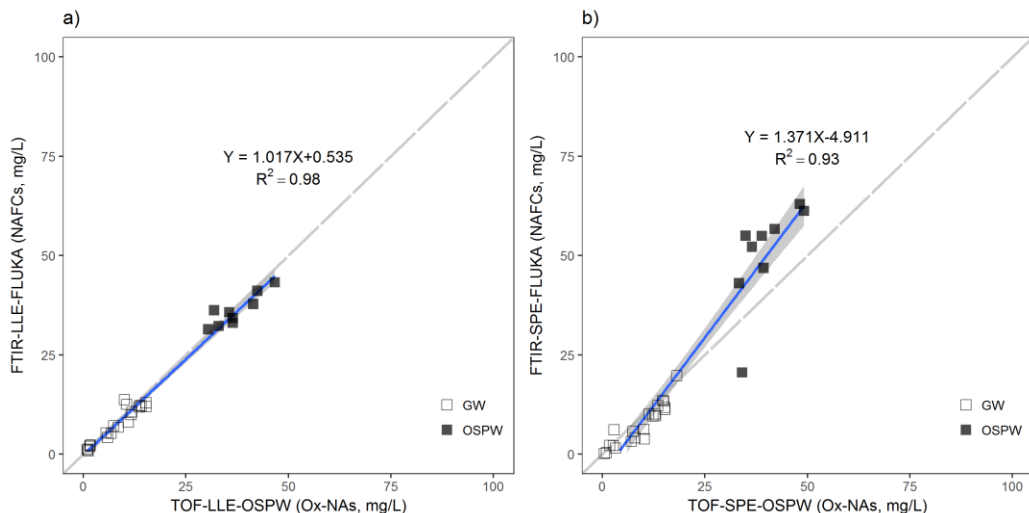 a)
FTIR-LLE-FLUKA (NAFCs, mg/L)
100
75
50
25
0
Y = 1.017X+0.535
R² = 0.98
GW
OSPW
0 25 50 75 100
TOF-LLE-OSPW (Ox-NAs, mg/L)
b)
FTIR-SPE-FLUKA (NAFCs, mg/L)
100
75
50
25
0
Y = 1.371X-4.911
R² = 0.93
GW
OSPW
0 25 50 75 100
TOF-SPE-OSPW (Ox-NAs, mg/L)